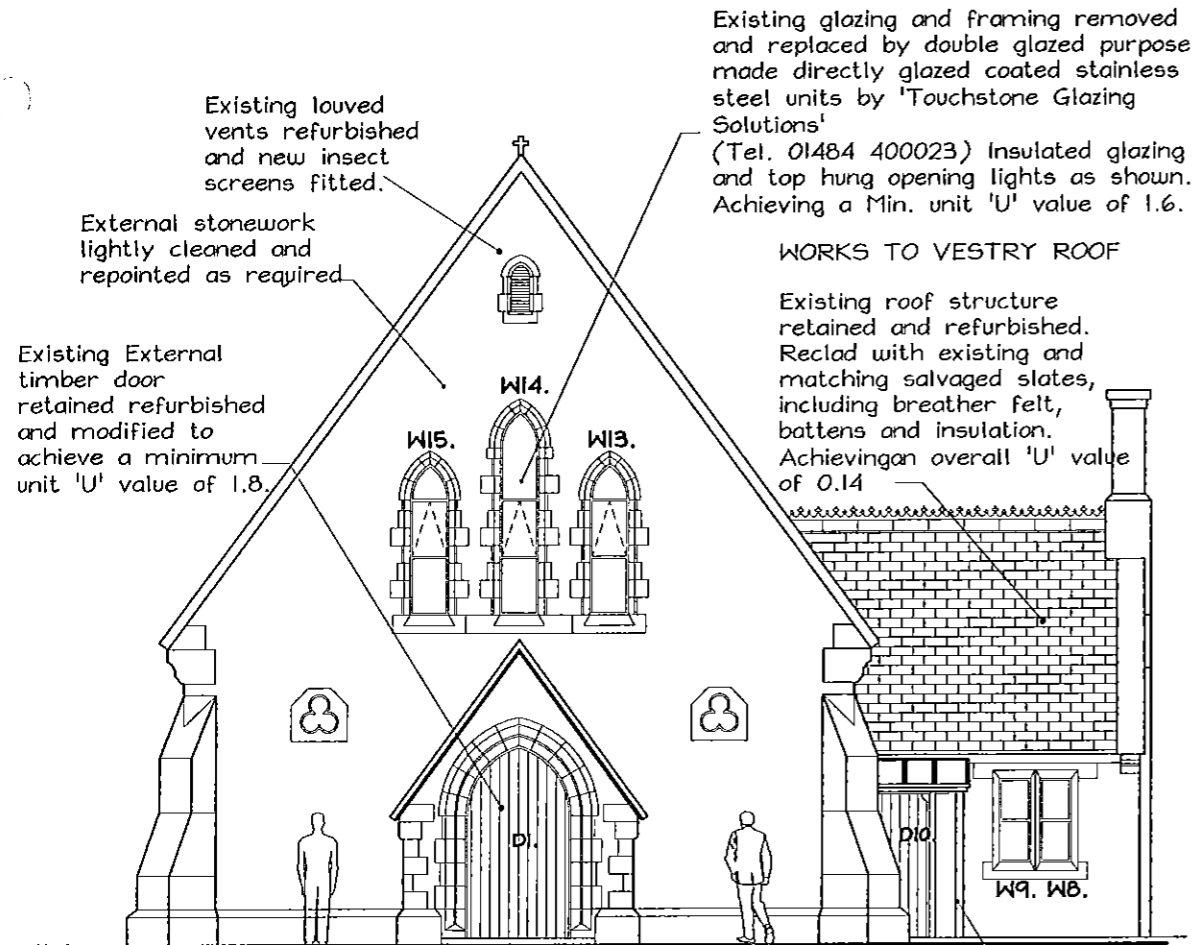 Existing glazing and framing removed
and replaced by double glazed purpose
made directly glazed coated stainless
steel units by 'Touchstone Glazing
Solutions'
(Tel. 01484 400023) Insulated glazing
and top hung opening lights as shown.
Achieving a Min. unit 'U' value of 1.6.
Existing louved
vents refurbished
and new insect
screens fitted.
External stonework
lightly cleaned and
repointed as required
WORKS TO VESTRY ROOF
Existing roof structure
retained and refurbished.
Reclad with existing and
matching salvaged slates,
including breather felt,
battens and insulation.
Achievingan overall 'U' value
of 0.14
Existing External
timber door
retained refurbished
and modified to
achieve a minimum
unit 'U' value of 1.8.
W14.
W15.
W13.
D1.
D10.
W9. W8.